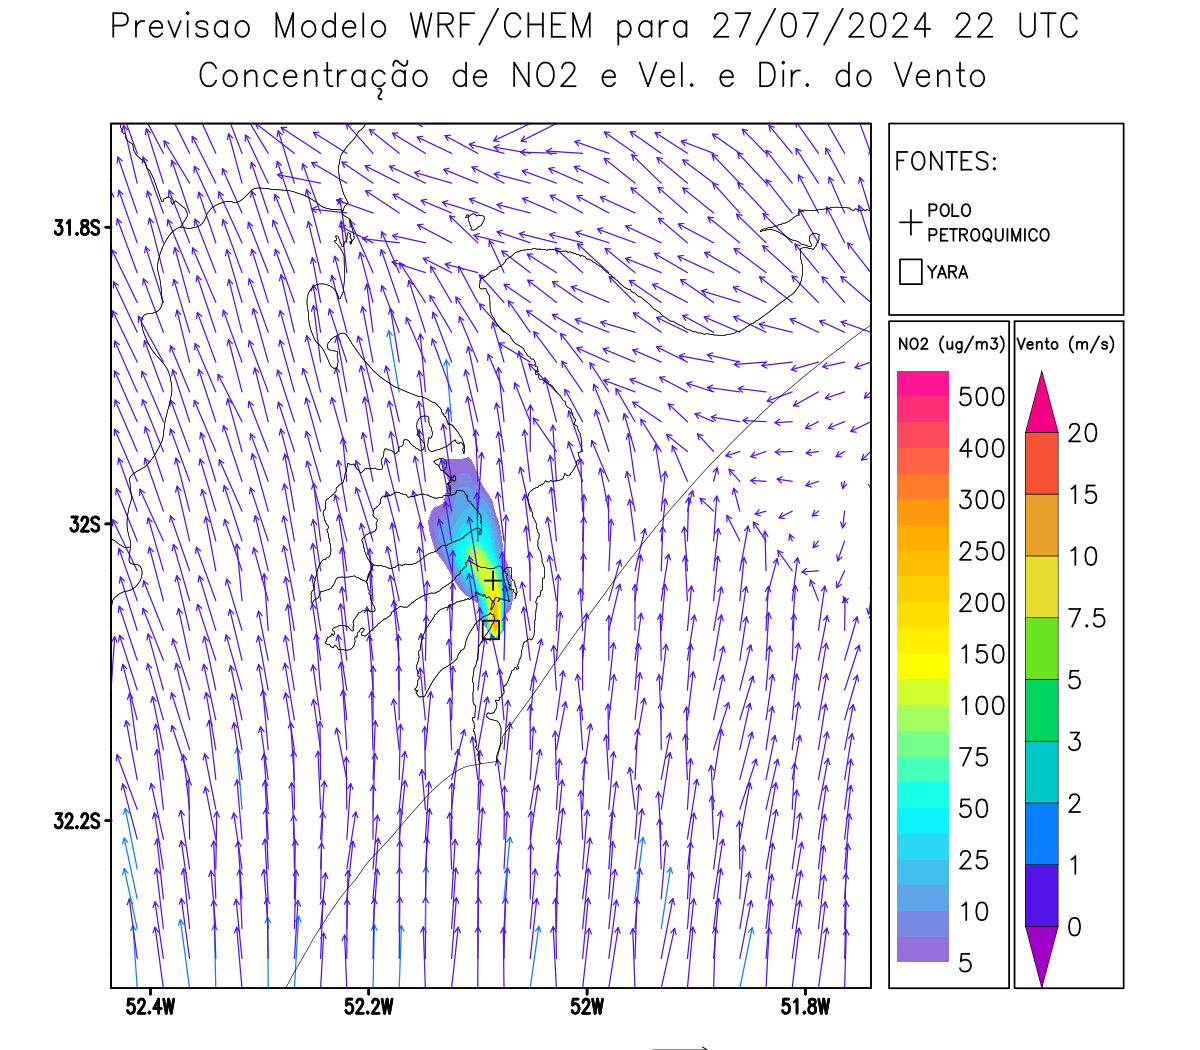 Previsao Modelo WRF/CHEM para 27/07/2024 22 UTC
Concentração de NO2 e Vel. e Dir. do Vento
FONTES:
POLO
PETROQUIMICO
YARA
NO2 (ug/m3)
500
400
300
250
200
150
100
75
50
25
10
5
Vento (m/s)
20
15
10
7.5
5
3
2
1
0
31.8S
32S
32.2S
52.4W
52.2W
52W
51.8W